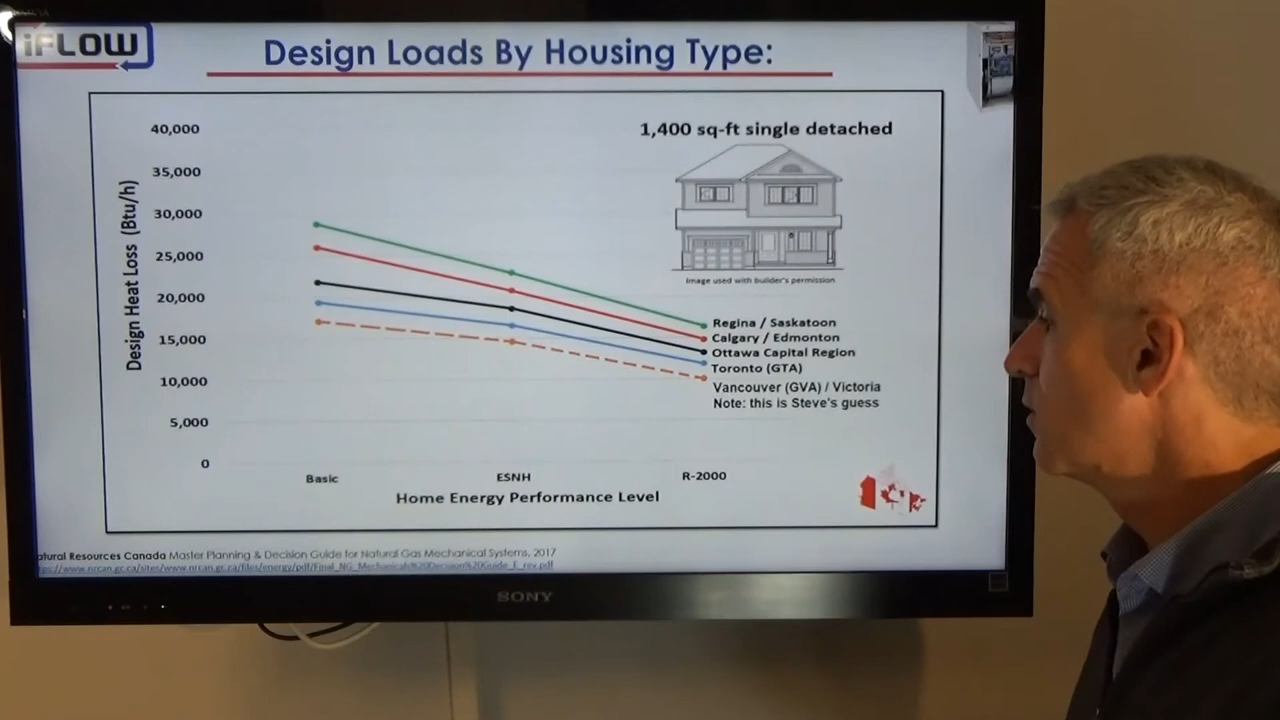 iFLOW
Design Loads By Housing Type:
1,400 sq-ft single detached
40,000
35,000
30,000
25,000
20,000
15,000
10,000
5,000
0
Design Heat Loss (Btu/h)
Image used with builder's permission
Regina / Saskatoon
Calgary / Edmonton
Ottawa Capital Region
Toronto (GTA)
Vancouver (GVA) / Victoria
Note: this is Steve's guess
Basic
ESNH
R-2000
Home Energy Performance Level
atural Resources Canada Master Planning & Decision Guide for Natural Gas Mechanical Systems, 2017
SONY